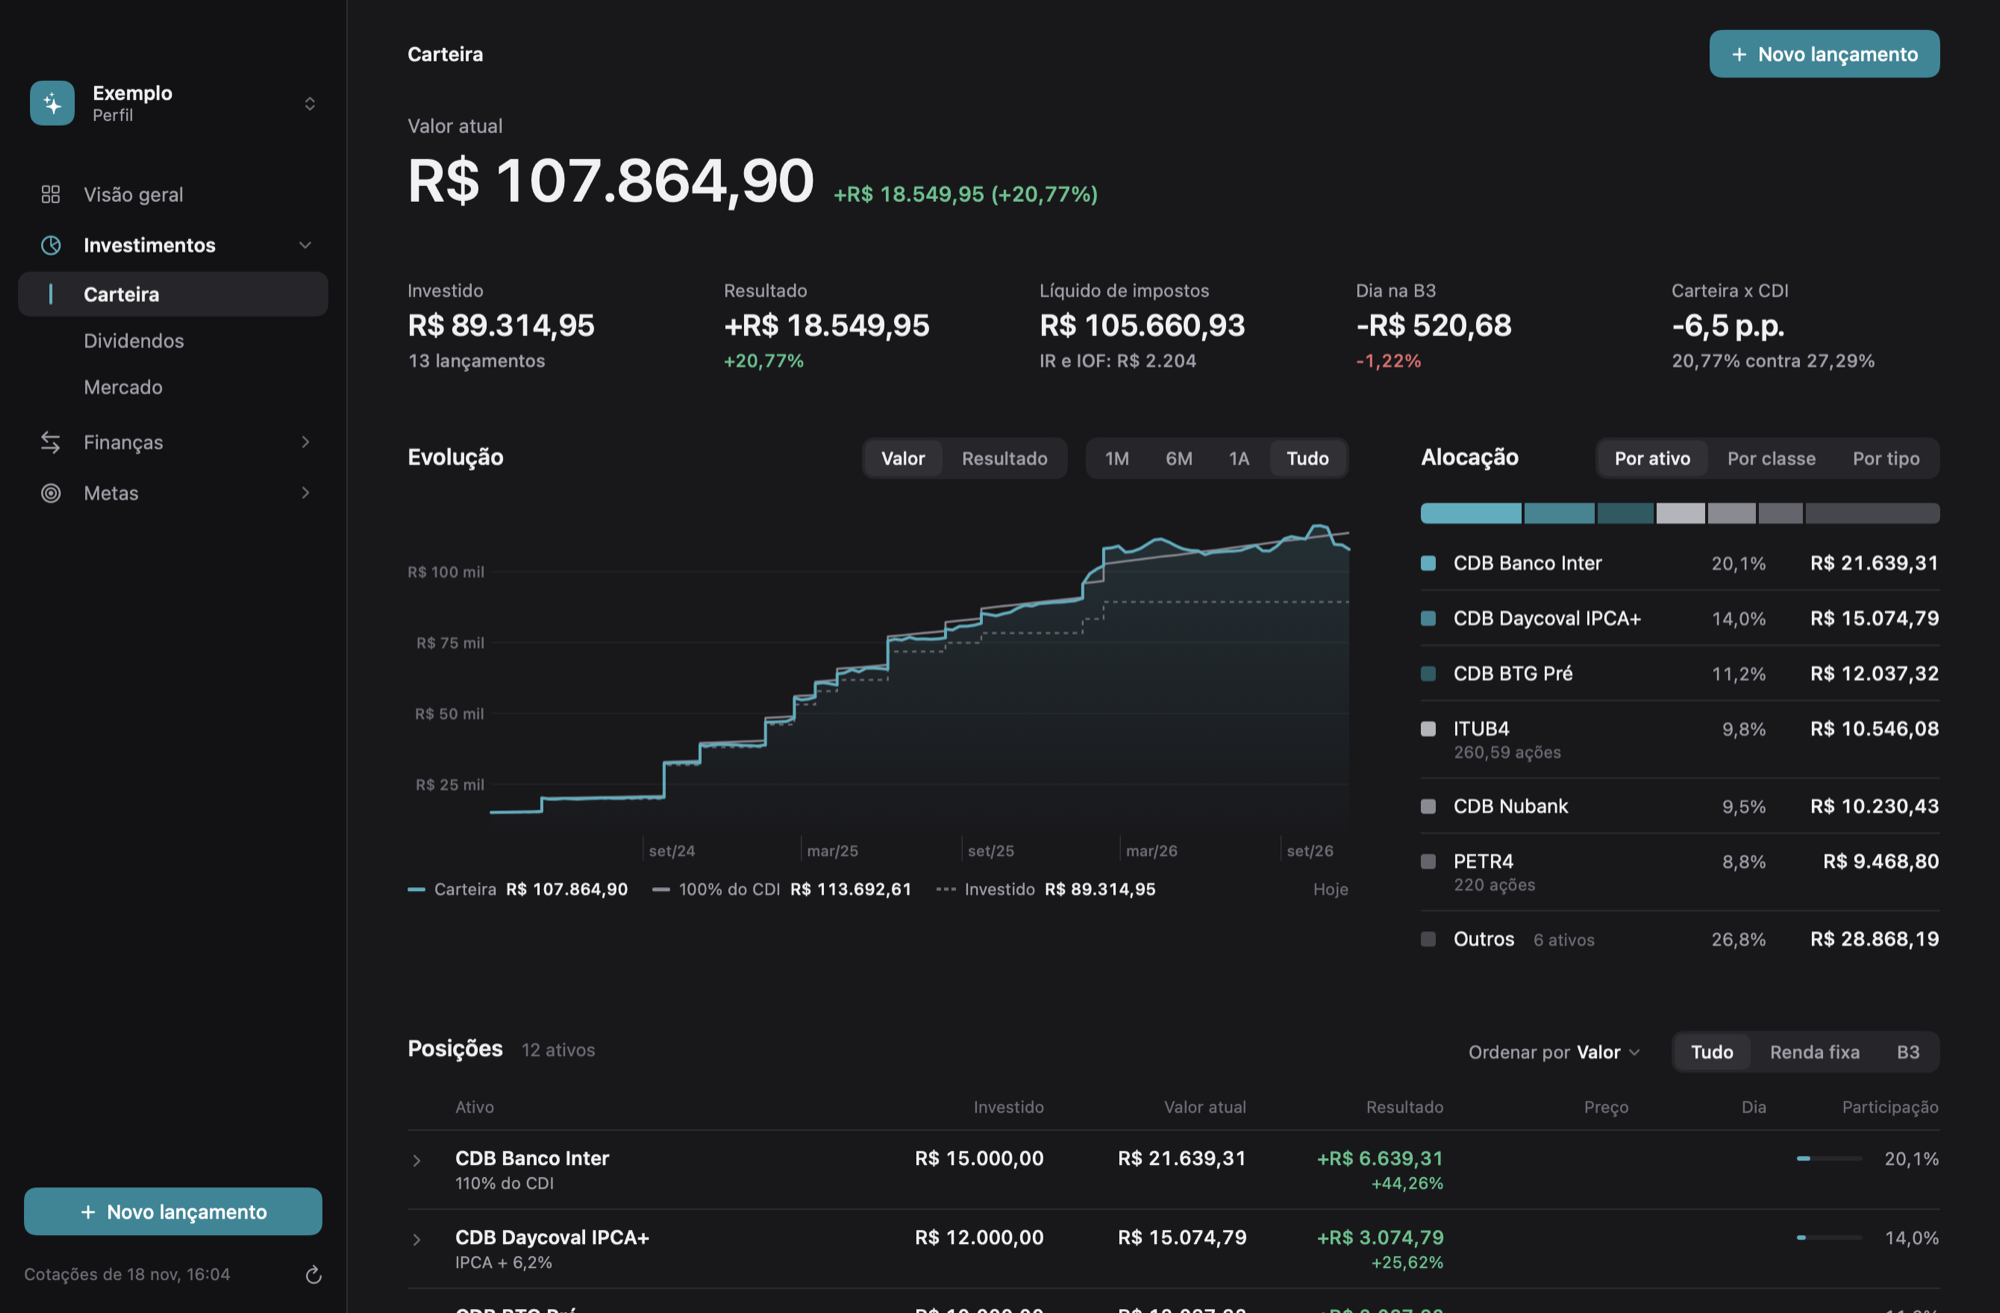 Exemplo
Perfil
Visão geral
Investimentos
Carteira
Dividendos
Mercado
Finanças
Metas
+ Novo lançamento
Cotações de 18 nov, 16:04
Carteira
+ Novo lançamento
Valor atual
R$ 107.864,90 +R$ 18.549,95 (+20,77%)
Investido
R$ 89.314,95
13 lançamentos
Resultado
+R$ 18.549,95
+20,77%
Líquido de impostos
R$ 105.660,93
IR e IOF: R$ 2.204
Dia na B3
-R$ 520,68
-1,22%
Carteira x CDI
-6,5 p.p.
20,77% contra 27,29%
Evolução
Valor Resultado
1M 6M 1A Tudo
R$ 100 mil
R$ 75 mil
R$ 50 mil
R$ 25 mil
set/24 mar/25 set/25 mar/26 set/26
Carteira R$ 107.864,90 100% do CDI R$ 113.692,61 Investido R$ 89.314,95 Hoje
Alocação
Por ativo Por classe Por tipo
CDB Banco Inter 20,1% R$ 21.639,31
CDB Daycoval IPCA+ 14,0% R$ 15.074,79
CDB BTG Pré 11,2% R$ 12.037,32
ITUB4 9,8% R$ 10.546,08
260,59 ações
CDB Nubank 9,5% R$ 10.230,43
PETR4 8,8% R$ 9.468,80
220 ações
Outros 6 ativos 26,8% R$ 28.868,19
Posições 12 ativos
Ordenar por Valor
Tudo Renda fixa B3
Ativo Investido Valor atual Resultado Preço Dia Participação
CDB Banco Inter R$ 15.000,00 R$ 21.639,31 +R$ 6.639,31 20,1%
110% do CDI +44,26%
CDB Daycoval IPCA+ R$ 12.000,00 R$ 15.074,79 +R$ 3.074,79 14,0%
IPCA + 6,2% +25,62%
CDB BTG Pré